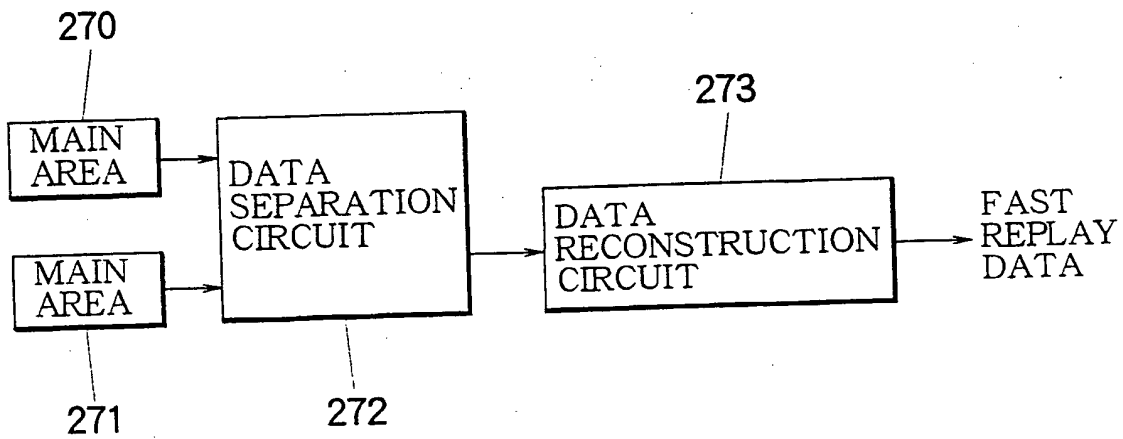 270
MAIN
AREA
DATA
SEPARATION
CIRCUIT
273
DATA
RECONSTRUCTION
CIRCUIT
FAST
REPLAY
DATA
MAIN
AREA
271
272